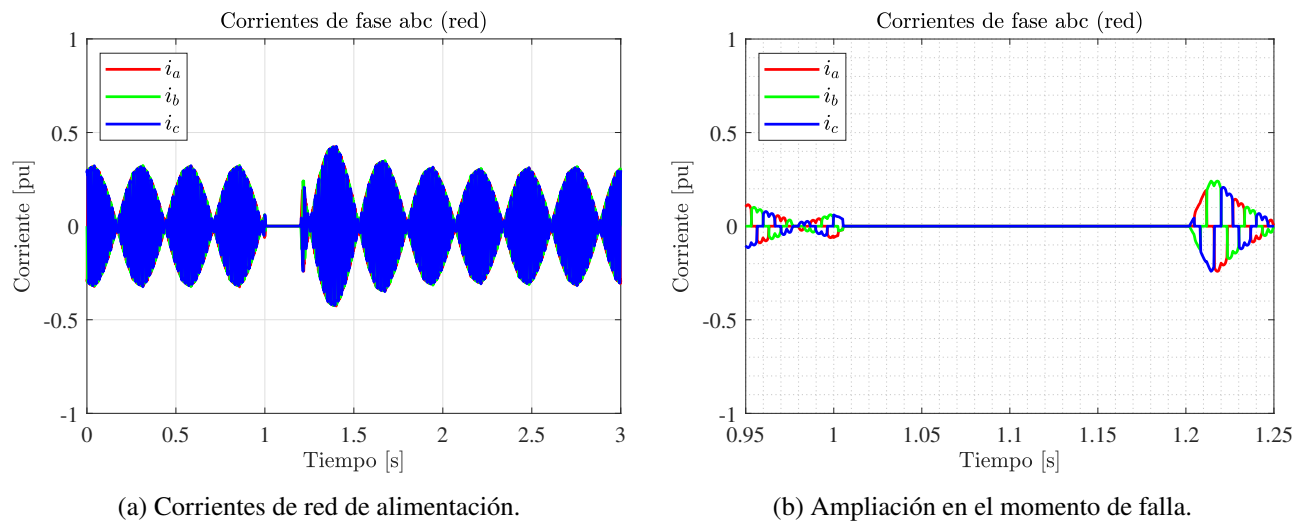 Corrientes de fase abc (red)
1
0.5
0
-0.5
-1
Corriente [pu]
i_a
i_b
i_c
0 0.5 1 1.5 2 2.5 3
Tiempo [s]
(a) Corrientes de red de alimentación.
Corrientes de fase abc (red)
1
0.5
0
-0.5
-1
Corriente [pu]
i_a
i_b
i_c
0.95 1 1.05 1.1 1.15 1.2 1.25
Tiempo [s]
(b) Ampliación en el momento de falla.